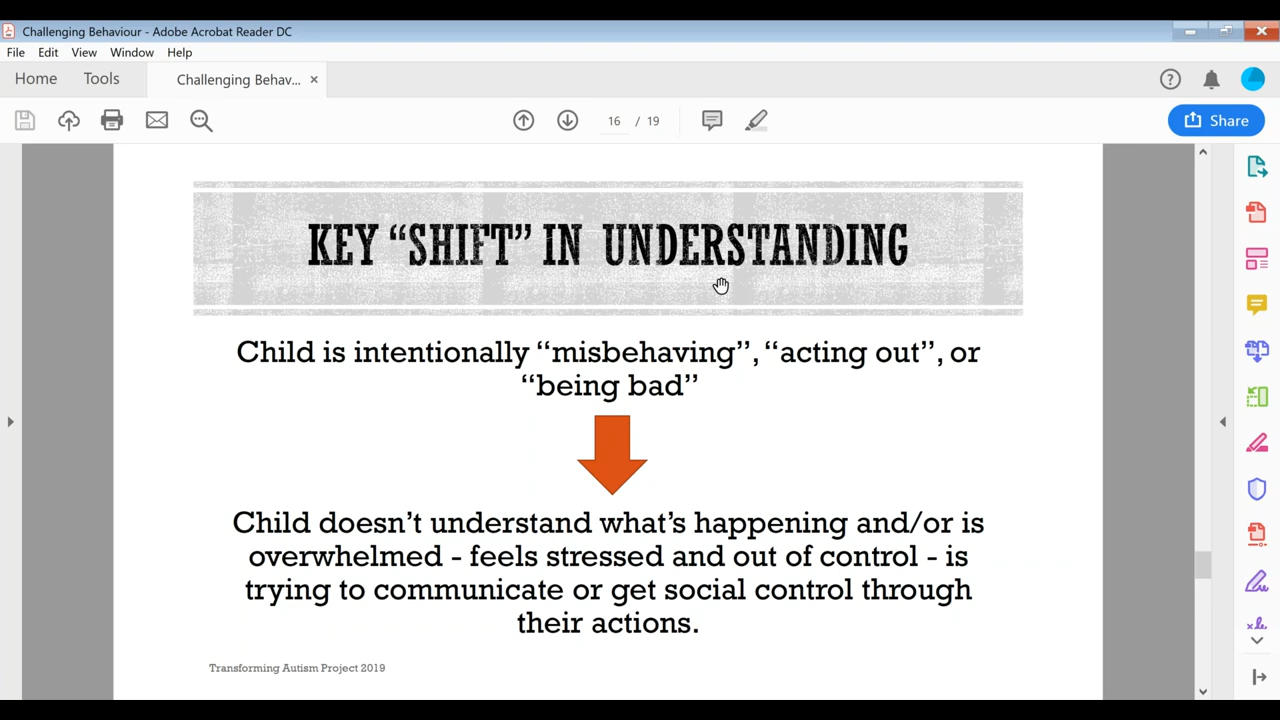 Challenging Behaviour - Adobe Acrobat Reader DC
File Edit View Window Help
Home Tools Challenging Behav... ×
16 / 19
Share
KEY “SHIFT” IN UNDERSTANDING
Child is intentionally “misbehaving”, “acting out”, or
“being bad”
Child doesn’t understand what’s happening and/or is
overwhelmed - feels stressed and out of control - is
trying to communicate or get social control through
their actions.
Transforming Autism Project 2019